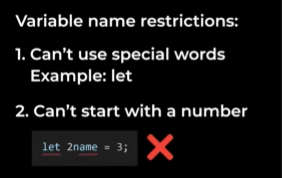 Variable name restrictions:
1. Can't use special words
Example: let
2. Can't start with a number
let 2name = 3;